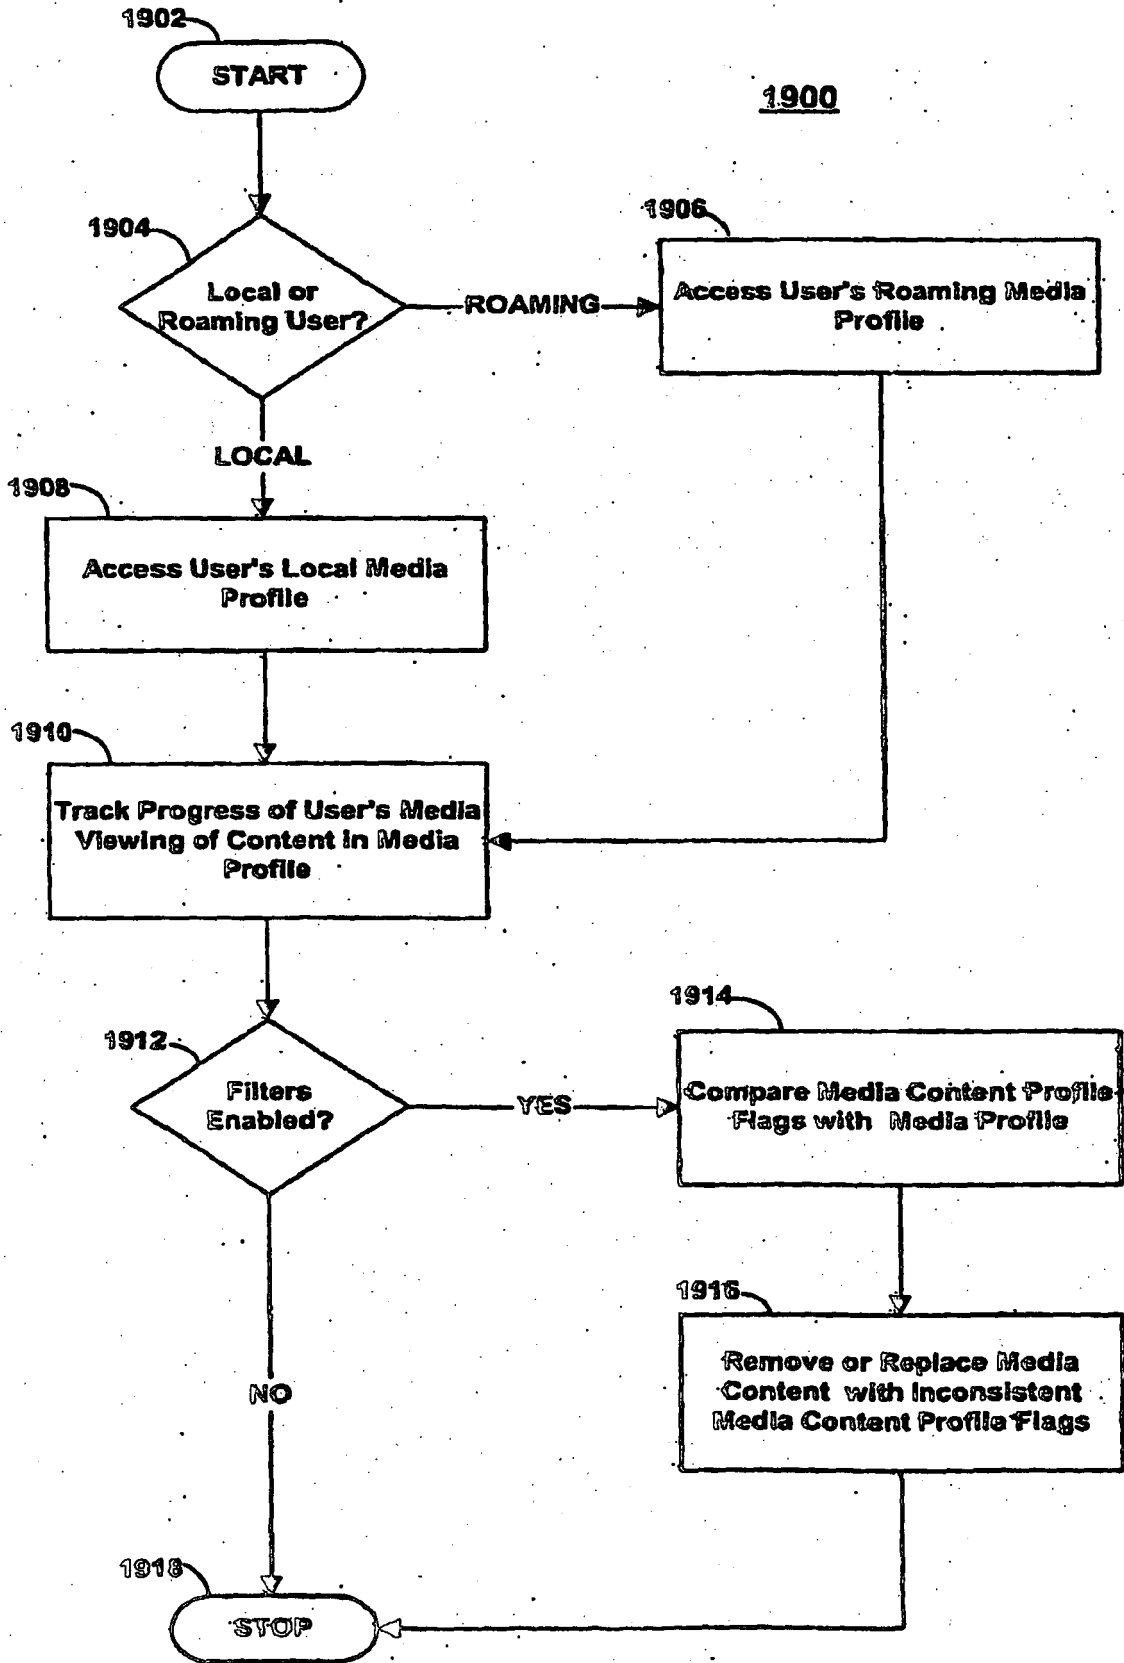 1902
START
1900
1904
Local or
Roaming User?
ROAMING
1906
Access User's Roaming Media
Profile
LOCAL
1908
Access User's Local Media
Profile
1910
Track Progress of User's Media
Viewing of Content in Media
Profile
1912
Filters
Enabled?
YES
1914
Compare Media Content Profile
Flags with Media Profile
1916
Remove or Replace Media
Content with Inconsistent
Media Content Profile Flags
NO
1918
STOP